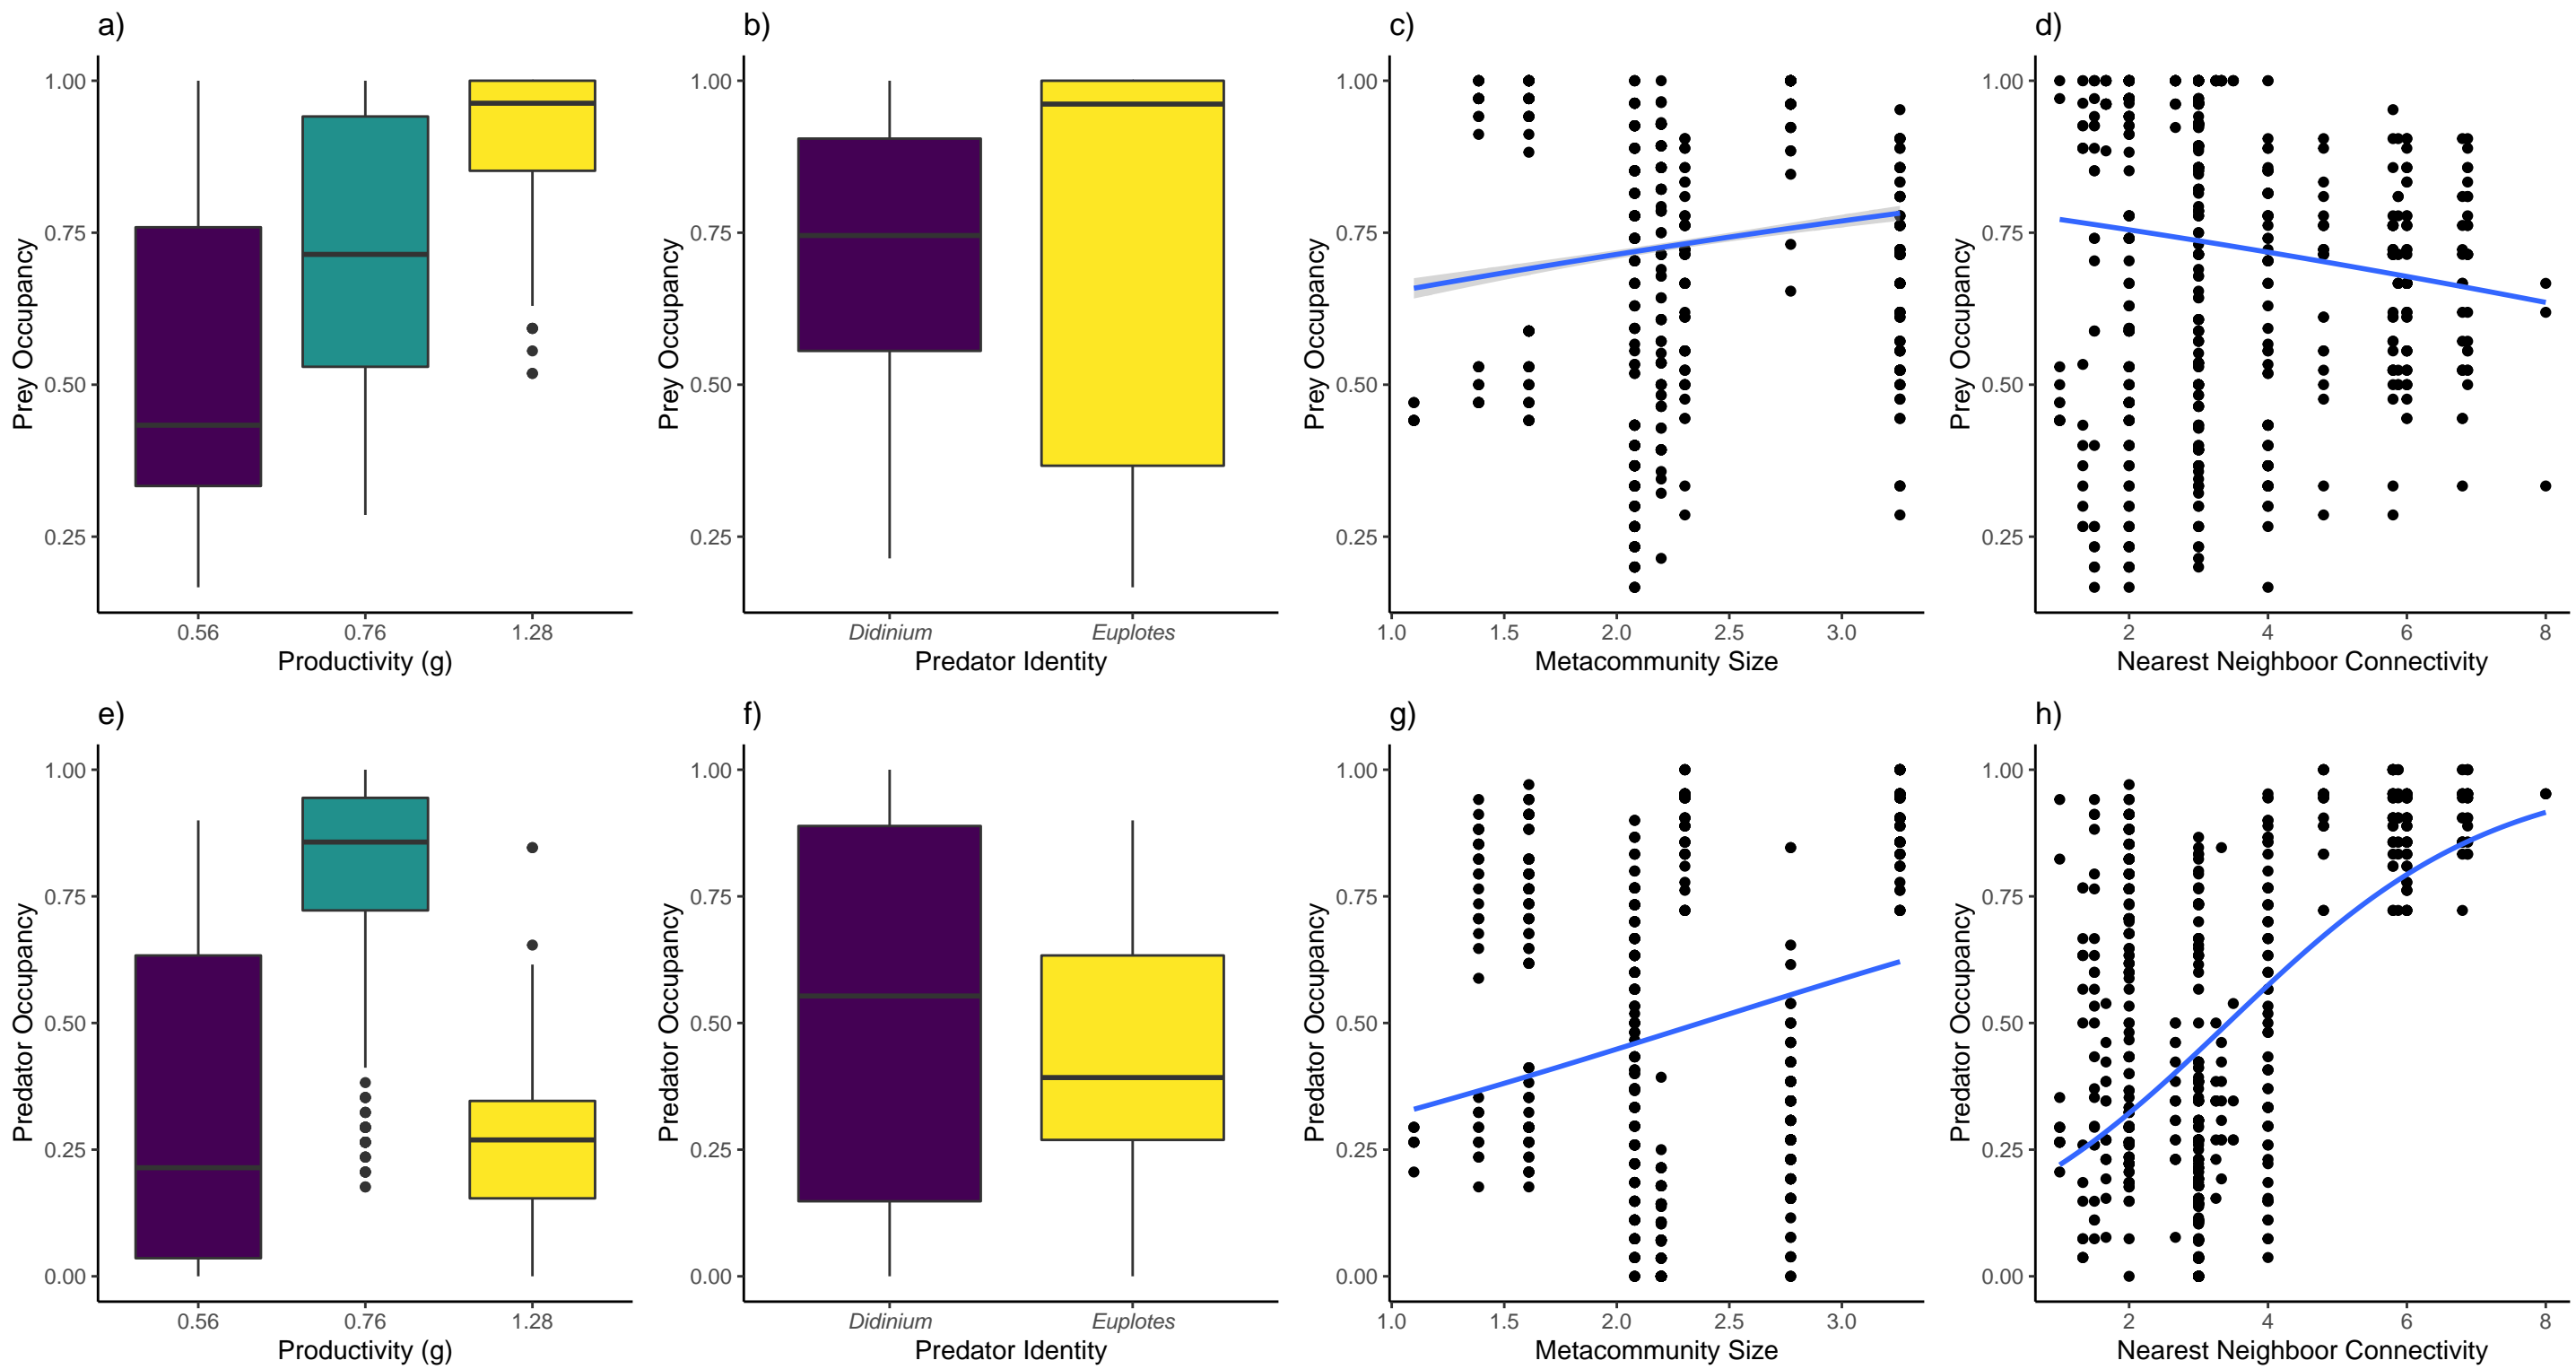 a)
Prey Occupancy
1.00
0.75
0.50
0.25
0.56 0.76 1.28
Productivity (g)
b)
Prey Occupancy
1.00
0.75
0.50
0.25
Didinium Euplotes
Predator Identity
c)
Prey Occupancy
1.00
0.75
0.50
0.25
1.0 1.5 2.0 2.5 3.0
Metacommunity Size
d)
Prey Occupancy
1.00
0.75
0.50
0.25
2 4 6 8
Nearest Neighboor Connectivity
e)
Predator Occupancy
1.00
0.75
0.50
0.25
0.00
0.56 0.76 1.28
Productivity (g)
f)
Predator Occupancy
1.00
0.75
0.50
0.25
0.00
Didinium Euplotes
Predator Identity
g)
Predator Occupancy
1.00
0.75
0.50
0.25
0.00
1.0 1.5 2.0 2.5 3.0
Metacommunity Size
h)
Predator Occupancy
1.00
0.75
0.50
0.25
0.00
2 4 6 8
Nearest Neighboor Connectivity